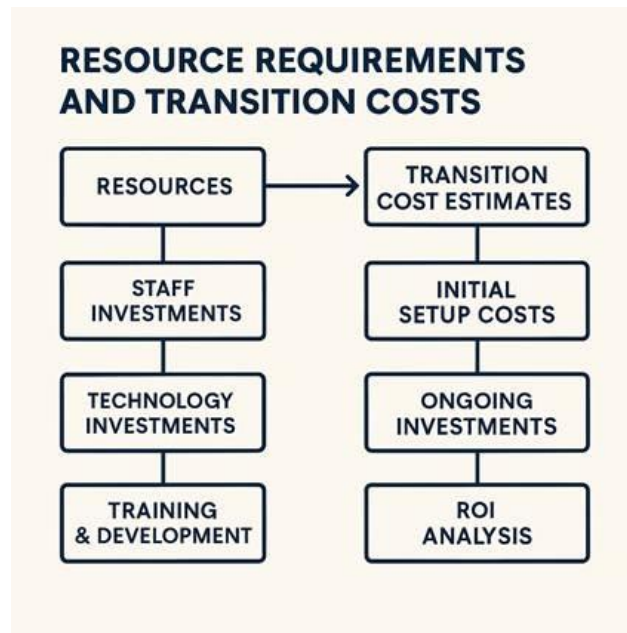 RESOURCE REQUIREMENTS
AND TRANSITION COSTS
RESOURCES
STAFF
INVESTMENTS
TECHNOLOGY
INVESTMENTS
TRAINING
& DEVELOPMENT
TRANSITION
COST ESTIMATES
INITIAL
SETUP COSTS
ONGOING
INVESTMENTS
ROI
ANALYSIS